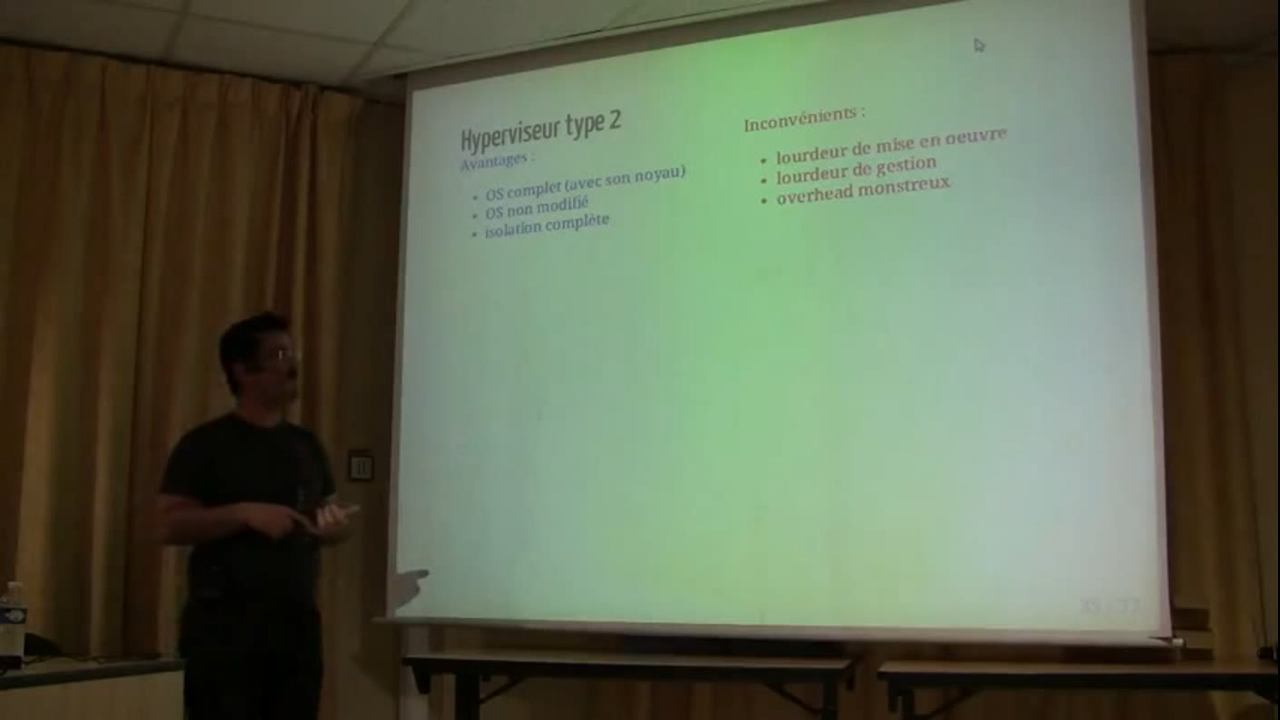 Hyperviseur type 2
Avantages :
• OS complet (avec son noyau)
• OS non modifié
• isolation complète
Inconvénients :
• lourdeur de mise en oeuvre
• lourdeur de gestion
• overhead monstreux